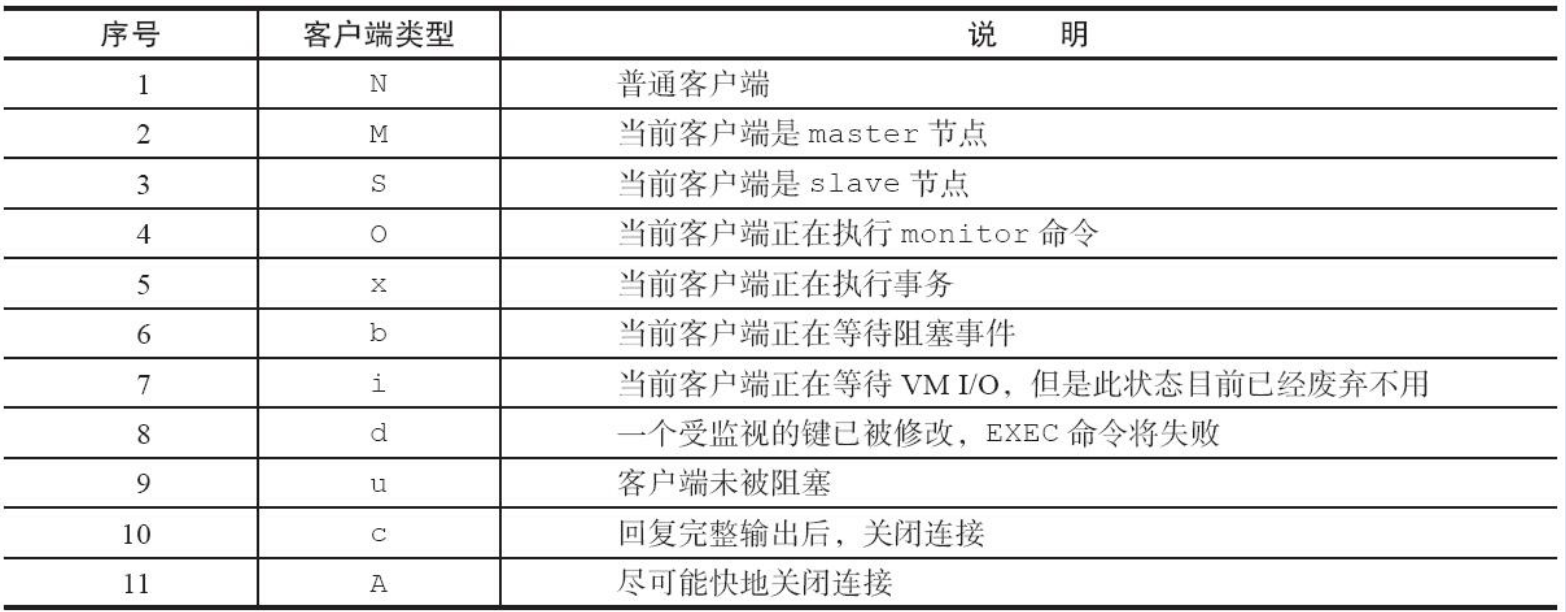 序号 客户端类型 说 明
1 N 普通客户端
2 M 当前客户端是 master 节点
3 S 当前客户端是 slave 节点
4 O 当前客户端正在执行 monitor 命令
5 x 当前客户端正在执行事务
6 b 当前客户端正在等待阻塞事件
7 i 当前客户端正在等待 VM I/O，但是此状态目前已经废弃不用
8 d 一个受监视的键已被修改，EXEC 命令将失败
9 u 客户端未被阻塞
10 c 回复完整输出后，关闭连接
11 A 尽可能快地关闭连接